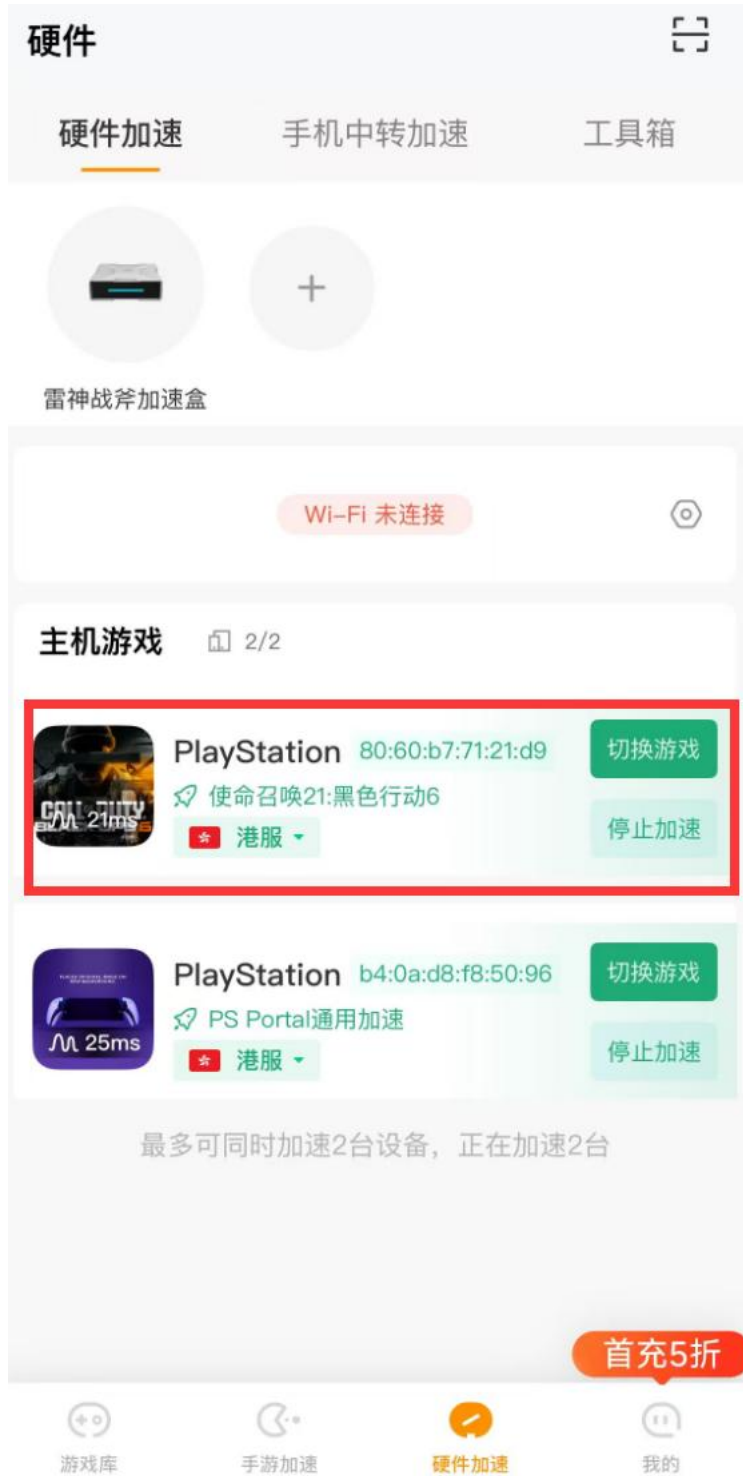 硬件
硬件加速 手机中转加速 工具箱
雷神战斧加速盒
Wi-Fi 未连接
主机游戏 2/2
PlayStation 80:60:b7:71:21:d9 切换游戏
使命召唤21:黑色行动6
CALL DUTY
21ms
港服 停止加速
PlayStation b4:0a:d8:f8:50:96 切换游戏
PS Portal通用加速
25ms
港服 停止加速
最多可同时加速2台设备，正在加速2台
首充5折
游戏库 手游加速 硬件加速 我的